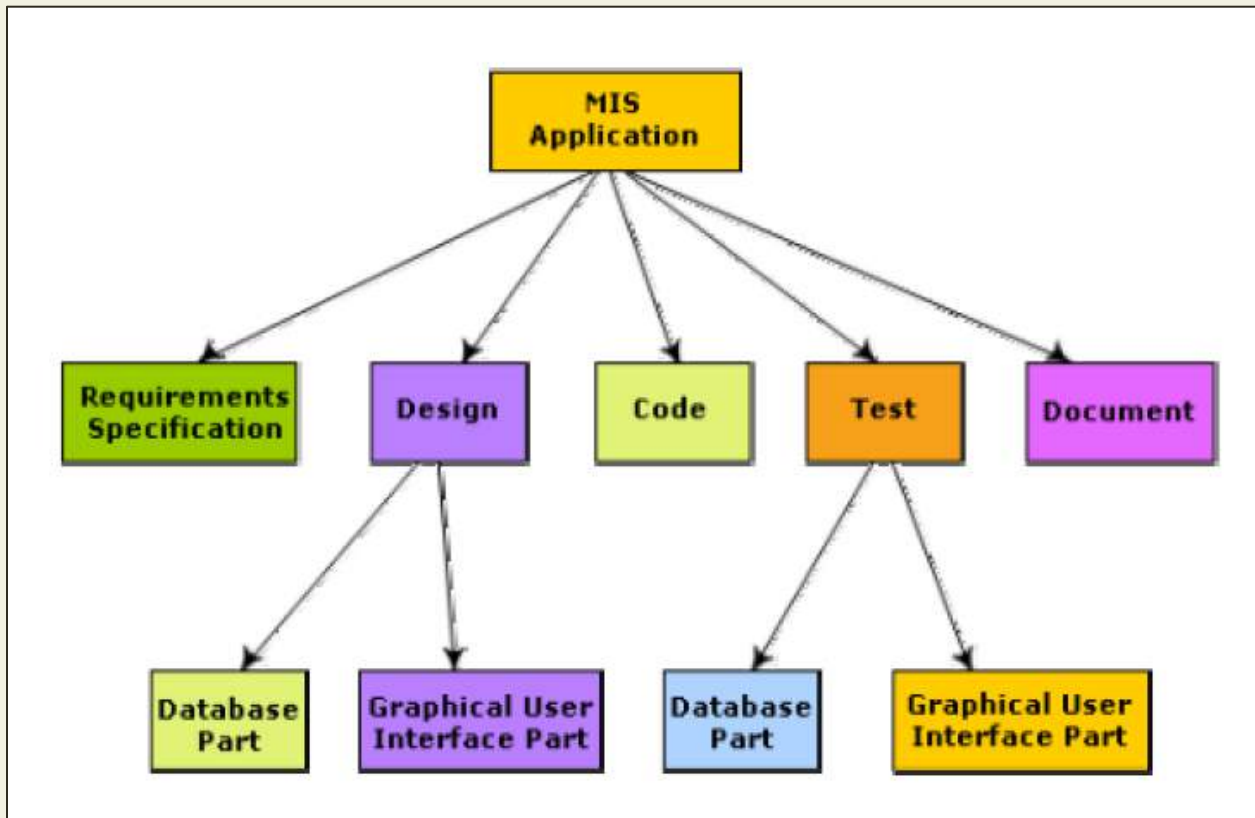 MIS
Application
Requirements
Specification
Design
Code
Test
Document
Database
Part
Graphical User
Interface Part
Database
Part
Graphical User
Interface Part